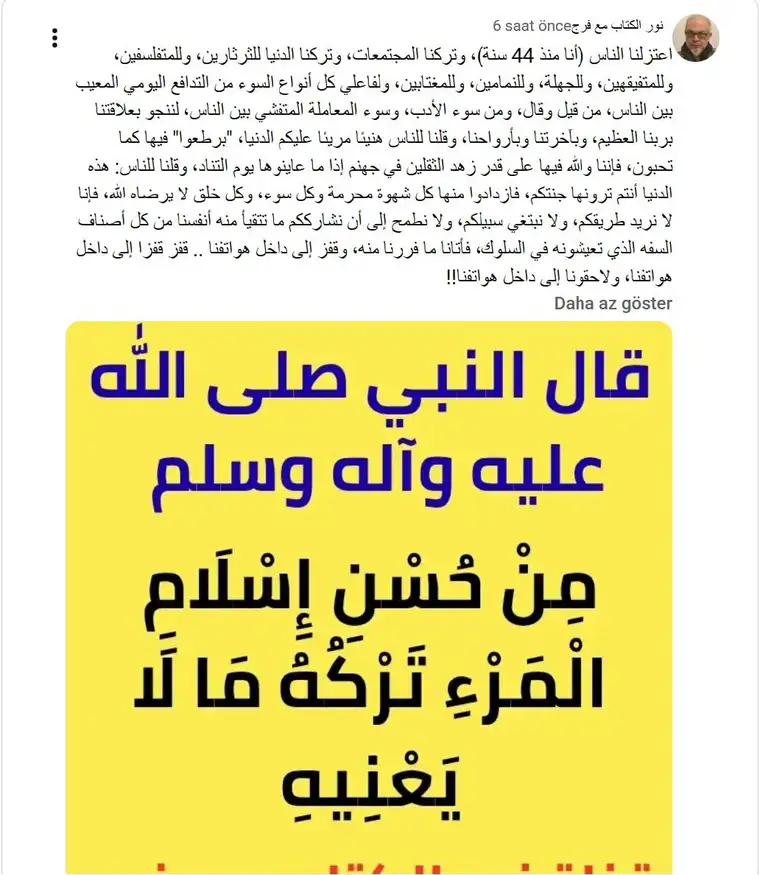 نور الكتاب مع فرج6 saat önce
اعتزلنا الناس (أنا منذ 44 سنة)، وتركنا المجتمعات، وتركنا الدنيا للثرثارين، وللمتفلسفين،
وللمتفيقهين، وللجهلة، وللنمامين، وللمغتابين، ولفاعلي كل أنواع السوء من التدافع اليومي المعيب
بين الناس، من قيل وقال، ومن سوء الأدب، وسوء المعاملة المتفشي بين الناس، لننجو بعلاقتنا
بربنا العظيم، وبآخرتنا وبأرواحنا، وقلنا للناس هنيئا مريئا عليكم الدنيا، "برطعوا" فيها كما
تحبون، فإننا والله فيها على قدر زهد الثقلين في جهنم إذا ما عاينوها يوم التناد، وقلنا للناس: هذه
الدنيا أنتم ترونها جنتكم، فازدادوا منها كل شهوة محرمة وكل سوء، وكل خلق لا يرضاه الله، فإنا
لا نريد طريقكم، ولا نبتغي سبيلكم، ولا نطمح إلى أن نشارككم ما تتقيأ منه أنفسنا من كل أصناف
السفه الذي تعيشونه في السلوك، فأتانا ما فررنا منه، وقفز إلى داخل هواتفنا .. قفز قفزا إلى داخل
هواتفنا، ولاحقونا إلى داخل هواتفنا!!
Daha az göster
قال النبي صلى الله
عليه وآله وسلم
مِنْ حُسْنِ إِسْلَامِ
الْمَرْءِ تَرْكُهُ مَا لَا
يَعْنِيهِ